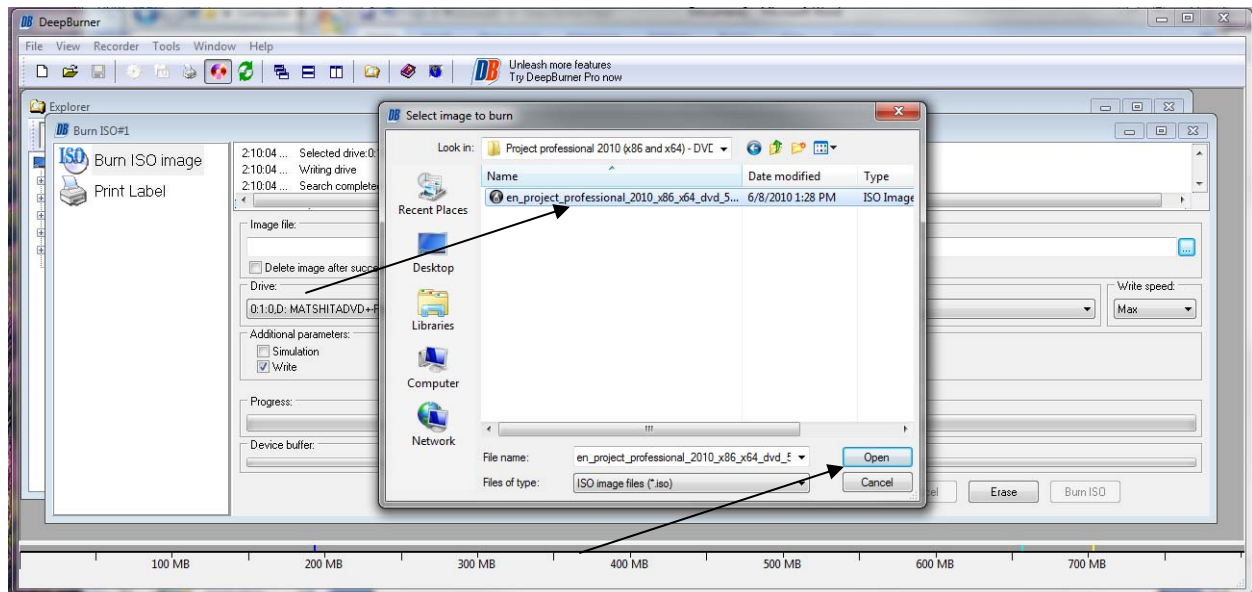 DeepBurner
File View Recorder Tools Window Help
DB Unleash more features
Try DeepBurner Pro now
Explorer
Burn ISO#1
ISO Burn ISO image
Print Label
2:10:04 ... Selected drive:0:
2:10:04 ... Writing drive
2:10:04 ... Search complete
Image file:
Delete image after succe
Drive:
0:1:0,D: MATSHITADVD+-R
Write speed:
Max
Additional parameters:
Simulation
Write
Progress:
Device buffer:
Erase
Burn ISO
Select image to burn
Look in:
Project professional 2010 (x86 and x64) - DVD
Name Date modified Type
en_project_professional_2010_x86_x64_dvd_5... 6/8/2010 1:28 PM ISO Image
Recent Places
Desktop
Libraries
Computer
Network
File name:
en_project_professional_2010_x86_x64_dvd_5
Open
Files of type:
ISO image files (*.iso)
Cancel
100 MB 200 MB 300 MB 400 MB 500 MB 600 MB 700 MB